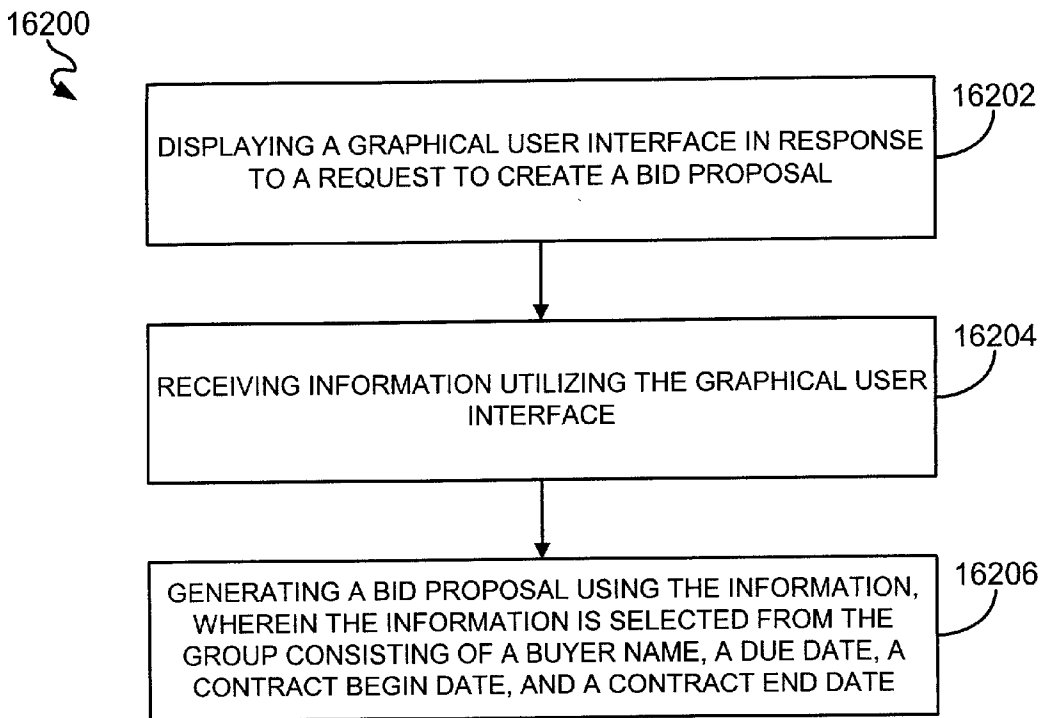 16200
16202
DISPLAYING A GRAPHICAL USER INTERFACE IN RESPONSE
TO A REQUEST TO CREATE A BID PROPOSAL
16204
RECEIVING INFORMATION UTILIZING THE GRAPHICAL USER
INTERFACE
16206
GENERATING A BID PROPOSAL USING THE INFORMATION,
WHEREIN THE INFORMATION IS SELECTED FROM THE
GROUP CONSISTING OF A BUYER NAME, A DUE DATE, A
CONTRACT BEGIN DATE, AND A CONTRACT END DATE